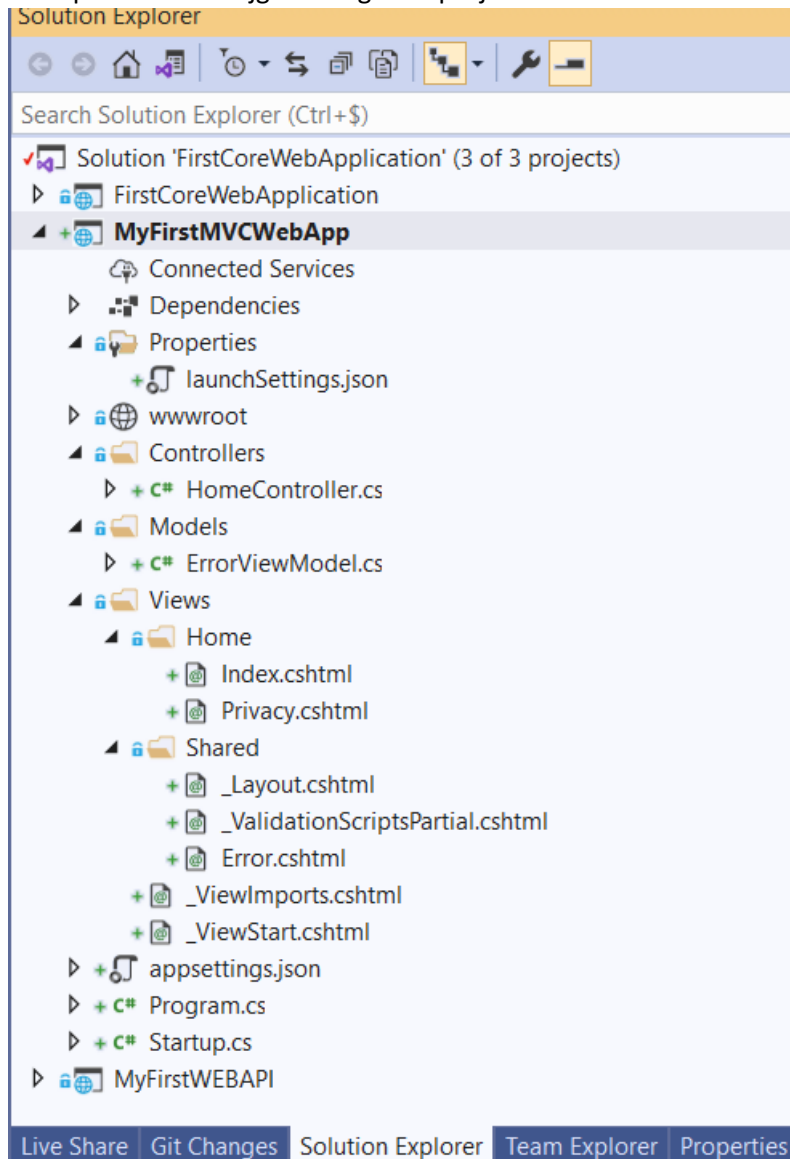 Solution Explorer
Search Solution Explorer (Ctrl+$)
Solution 'FirstCoreWebApplication' (3 of 3 projects)
FirstCoreWebApplication
MyFirstMVCWebApp
Connected Services
Dependencies
Properties
launchSettings.json
wwwroot
Controllers
C# HomeController.cs
Models
C# ErrorViewModel.cs
Views
Home
Index.cshtml
Privacy.cshtml
Shared
_Layout.cshtml
_ValidationScriptsPartial.cshtml
Error.cshtml
_ViewImports.cshtml
_ViewStart.cshtml
appsettings.json
C# Program.cs
C# Startup.cs
MyFirstWEBAPI
Live Share Git Changes Solution Explorer Team Explorer Properties